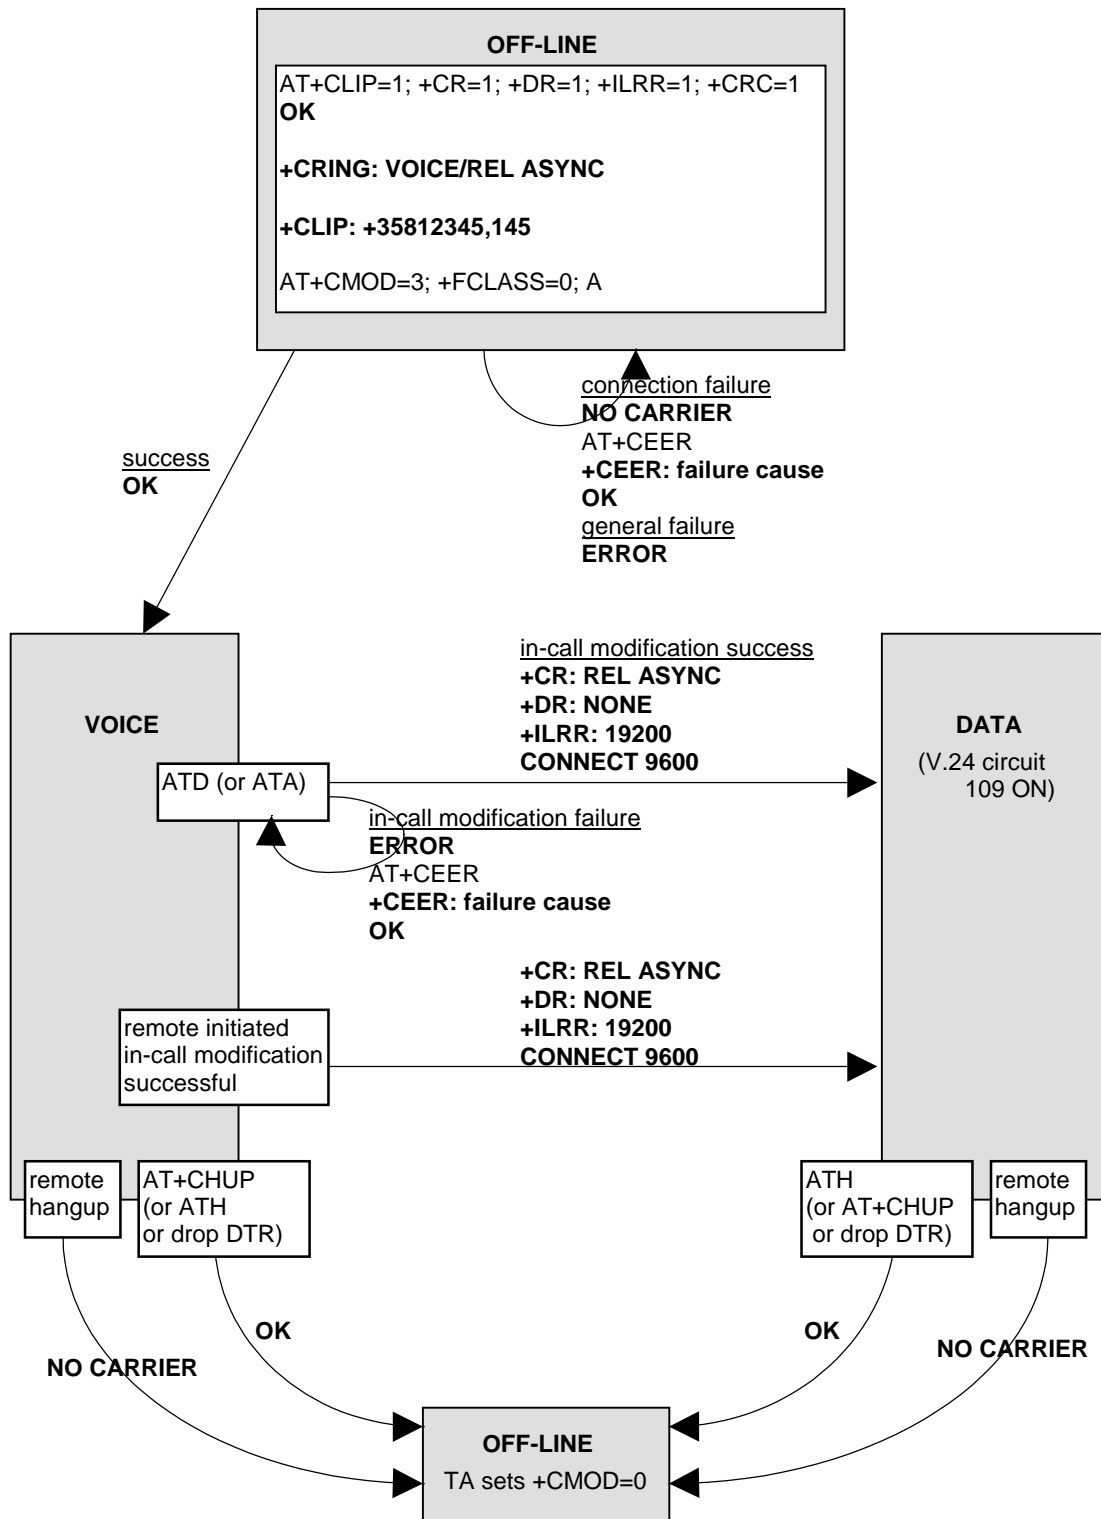 OFF-LINE
AT+CLIP=1; +CR=1; +DR=1; +ILRR=1; +CRC=1
OK
+CRING: VOICE/REL ASYNC
+CLIP: +35812345,145
AT+CMOD=3; +FCLASS=0; A
connection failure
NO CARRIER
AT+CEER
+CEER: failure cause
OK
general failure
ERROR
success
OK
VOICE
ATD (or ATA)
in-call modification success
+CR: REL ASYNC
+DR: NONE
+ILRR: 19200
CONNECT 9600
DATA
(V.24 circuit
109 ON)
in-call modification failure
ERROR
AT+CEER
+CEER: failure cause
OK
remote initiated
in-call modification
successful
+CR: REL ASYNC
+DR: NONE
+ILRR: 19200
CONNECT 9600
remote
hangup
AT+CHUP
(or ATH
or drop DTR)
ATH
(or AT+CHUP
or drop DTR)
remote
hangup
NO CARRIER
OK
OK
NO CARRIER
OFF-LINE
TA sets +CMOD=0